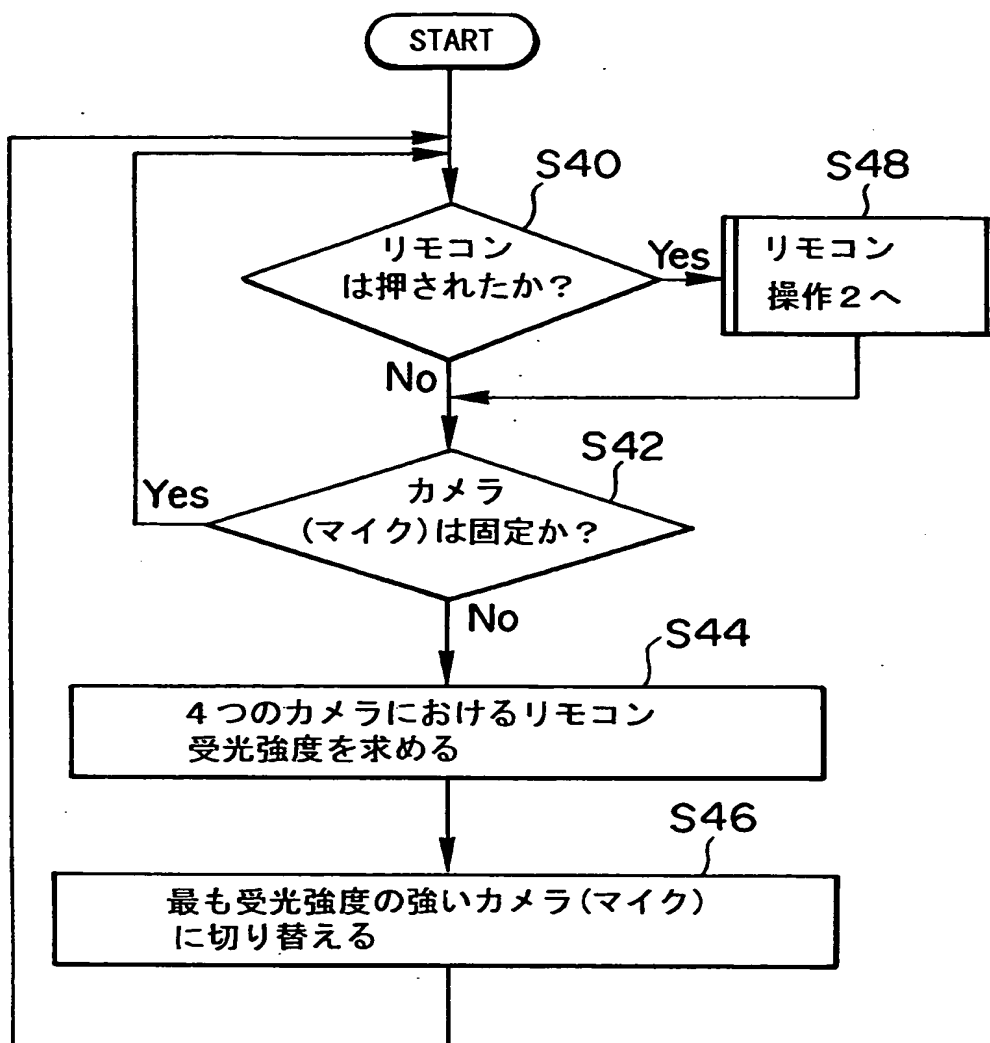 START
S40
S48
リモコン
は押されたか?
Yes
リモコン
操作2へ
No
S42
Yes
カメラ
(マイク)は固定か?
No
S44
4つのカメラにおけるリモコン
受光強度を求める
S46
最も受光強度の強いカメラ(マイク)
に切り替える